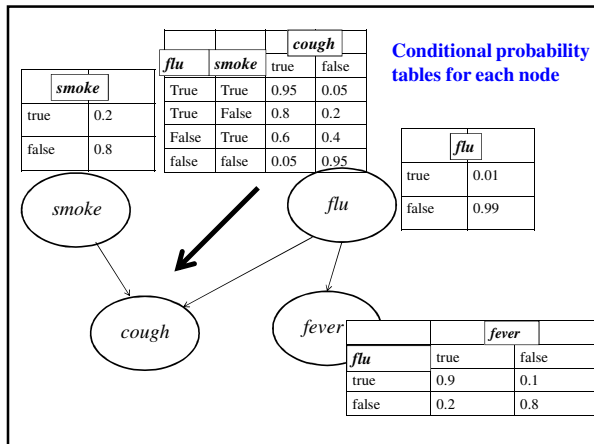 Conditional probability
tables for each node
smoke
true 0.2
false 0.8
cough
flu smoke true false
True True 0.95 0.05
True False 0.8 0.2
False True 0.6 0.4
false false 0.05 0.95
flu
true 0.01
false 0.99
smoke
flu
cough
fever
fever
flu true false
true 0.9 0.1
false 0.2 0.8